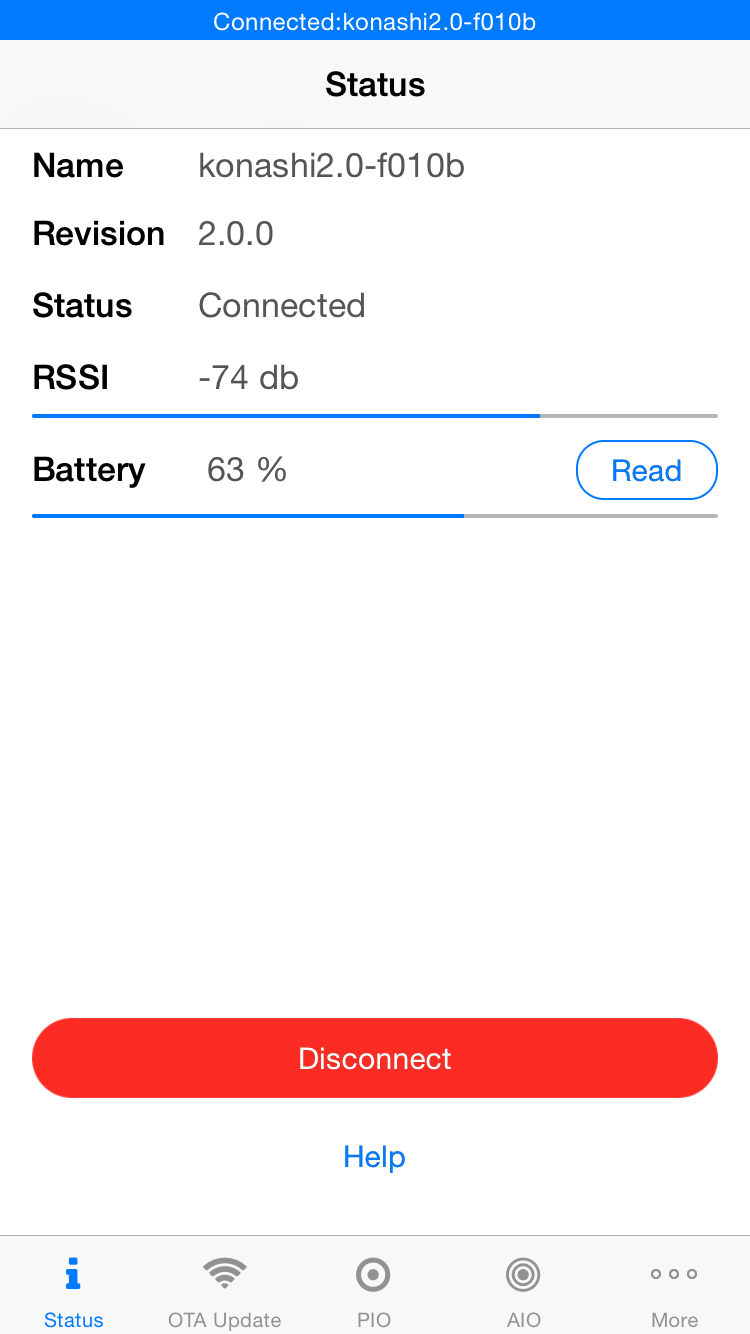 Connected:konashi2.0-f010b
Status
Name konashi2.0-f010b
Revision 2.0.0
Status Connected
RSSI -74 db
Battery 63 % Read
Disconnect
Help
Status OTA Update PIO AIO More